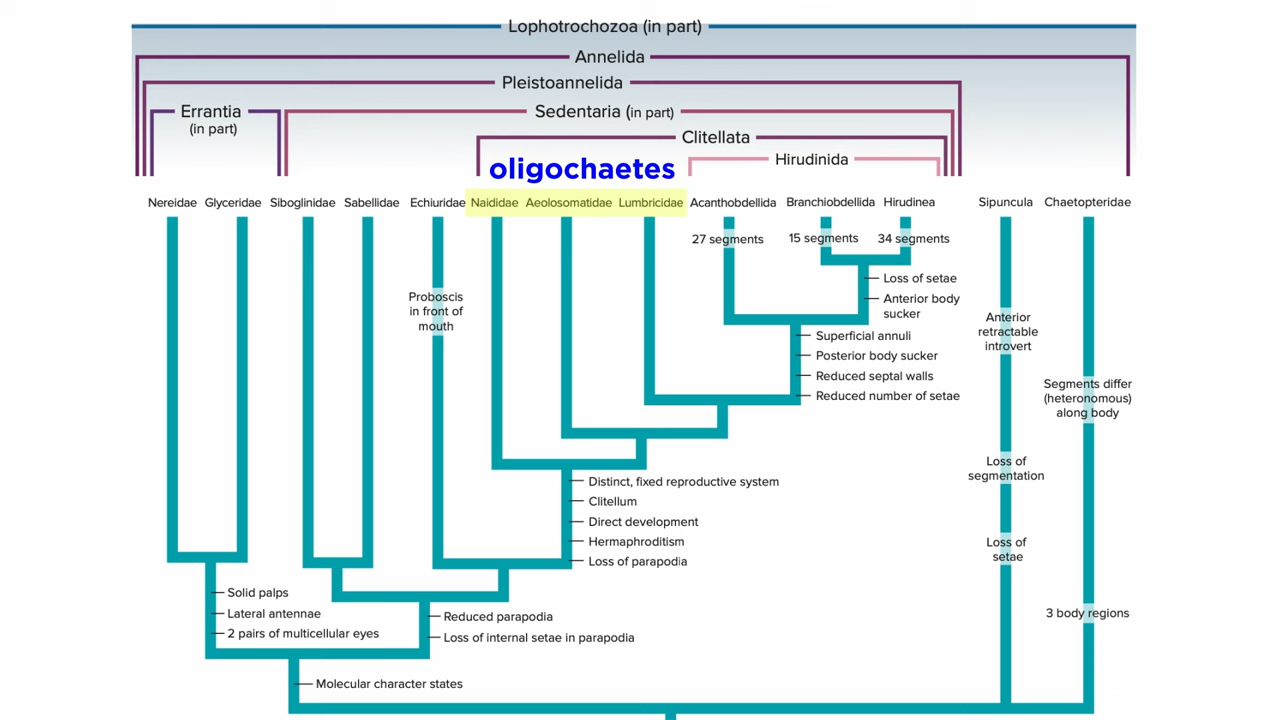 Lophotrochozoa (in part)
Annelida
Pleistoannelida
Errantia
(in part)
Sedentaria (in part)
Clitellata
oligochaetes
Hirudinida
Nereidae Glyceridae Siboglinidae Sabellidae Echiuridae Naididae Aeolosomatidae Lumbricidae Acanthobdellida Branchiobdellida Hirudinea Sipuncula Chaetopteridae
27 segments 15 segments 34 segments
Loss of setae
Anterior body
sucker
Proboscis
in front of
mouth
Superficial annuli
Posterior body sucker
Reduced septal walls
Reduced number of setae
Anterior
retractable
introvert
Segments differ
(heteronomous)
along body
Loss of
segmentation
Distinct, fixed reproductive system
Clitellum
Direct development
Hermaphroditism
Loss of parapodia
Loss of
setae
Solid palps
Lateral antennae
2 pairs of multicellular eyes
Reduced parapodia
Loss of internal setae in parapodia
3 body regions
Molecular character states